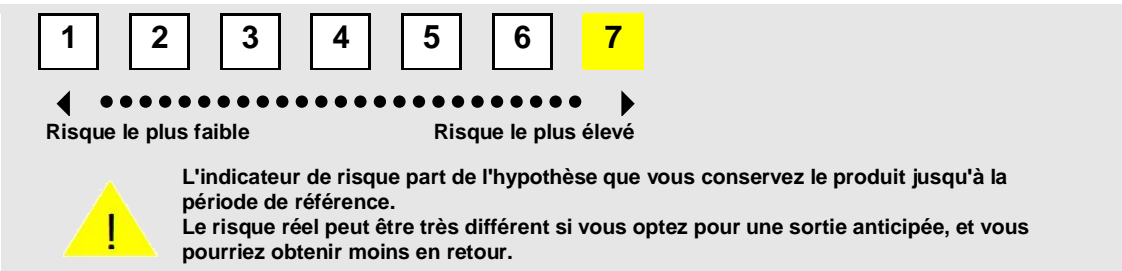 1 2 3 4 5 6 7
Risque le plus faible Risque le plus élevé
!
L'indicateur de risque part de l'hypothèse que vous conservez le produit jusqu'à la
période de référence.
Le risque réel peut être très différent si vous optez pour une sortie anticipée, et vous
pourriez obtenir moins en retour.